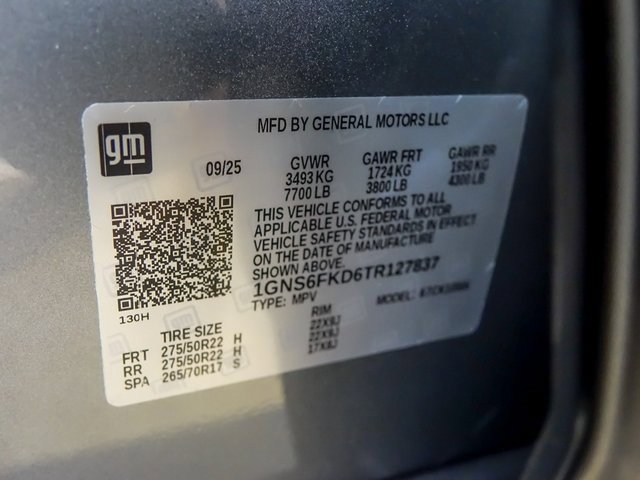 gm
MFD BY GENERAL MOTORS LLC
09/25 GVWR GAWR FRT GAWR RR
3493 KG 1724 KG 1950 KG
7700 LB 3800 LB 4300 LB
THIS VEHICLE CONFORMS TO ALL
APPLICABLE U.S. FEDERAL MOTOR
VEHICLE SAFETY STANDARDS IN EFFECT
ON THE DATE OF MANUFACTURE
SHOWN ABOVE.
1GNS6FKD6TR127837
130H TYPE: MPV MODEL:
TIRE SIZE RIM
FRT 275/50R22 H 22X9J
RR 275/50R22 H 22X9J
SPA 265/70R17 S 17X8J